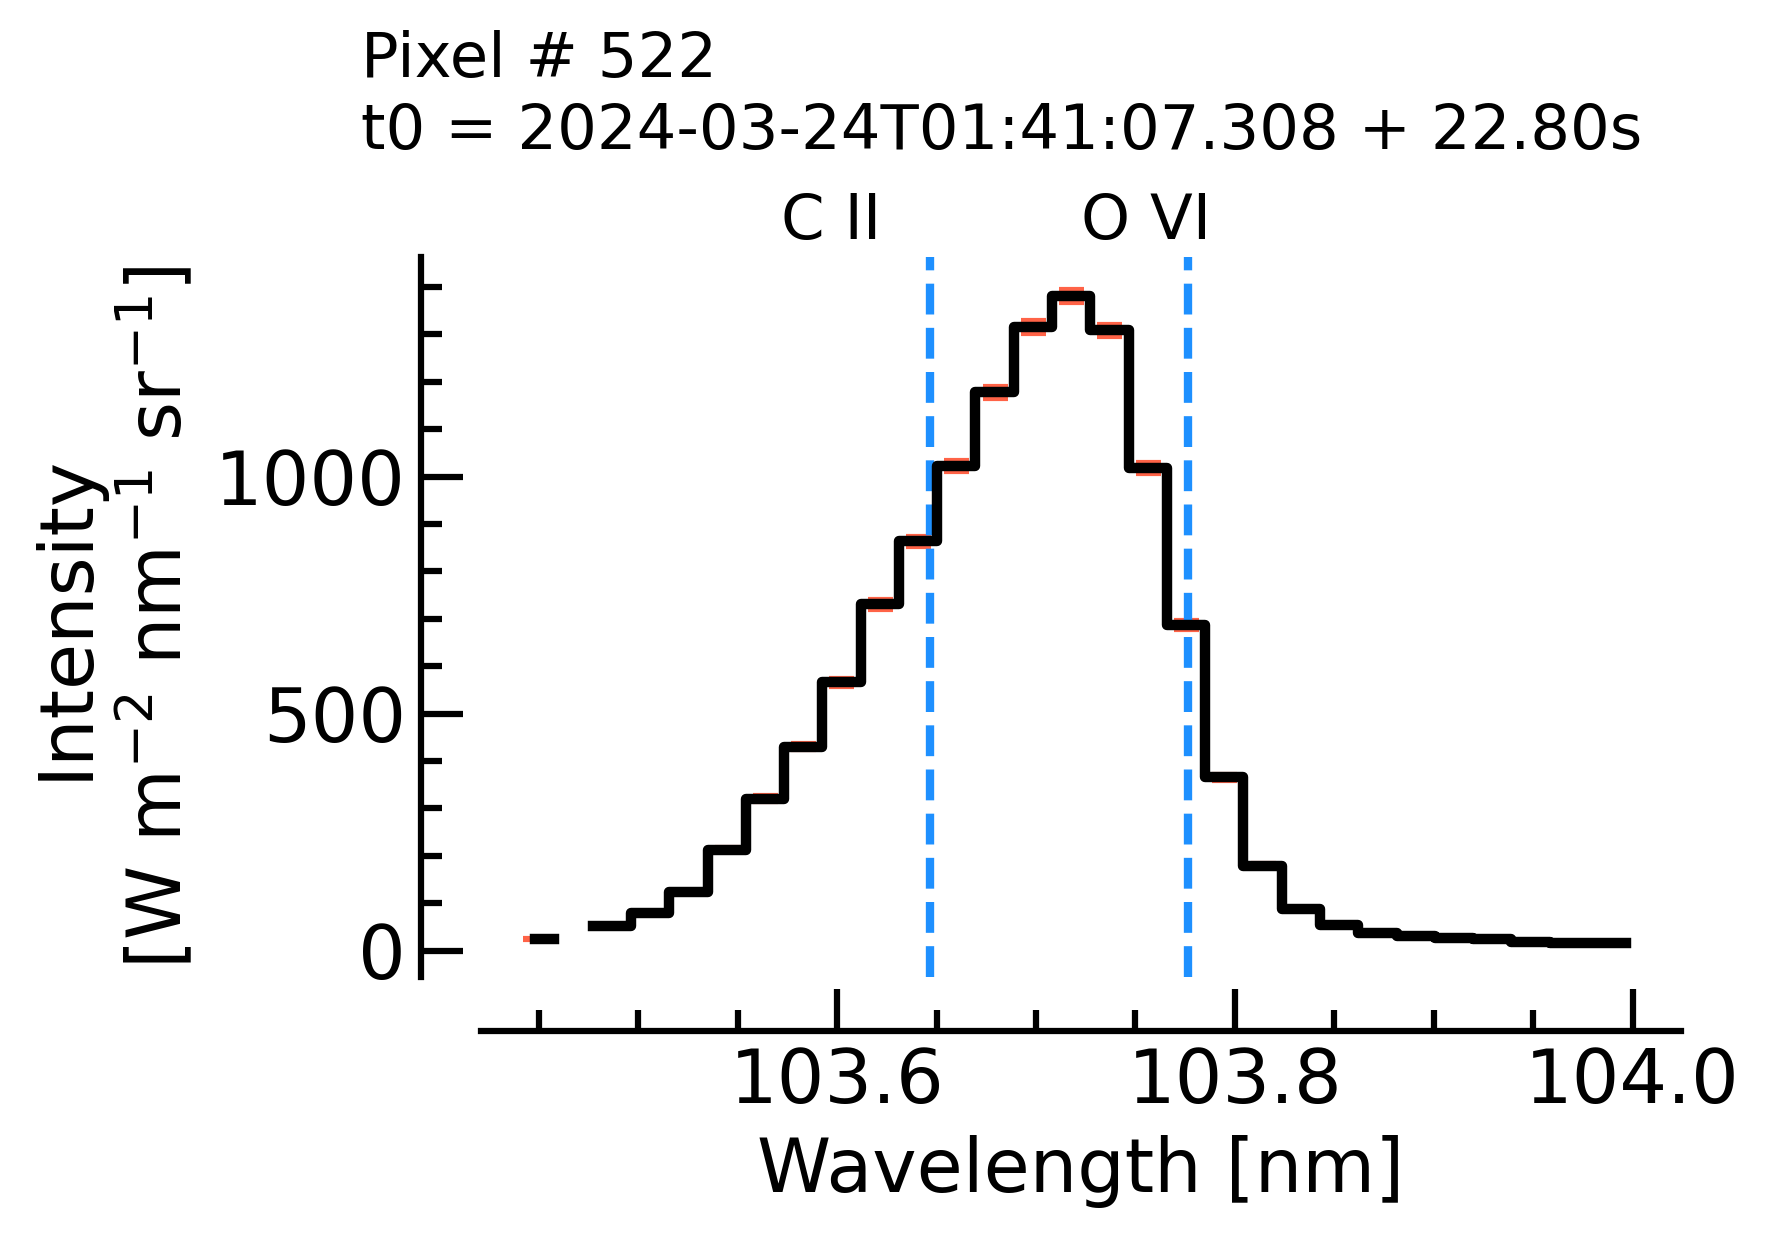 Pixel # 522
t0 = 2024-03-24T01:41:07.308 + 22.80s
C II O VI
Intensity
[W m⁻² nm⁻¹ sr⁻¹]
1000
500
0
103.6 103.8 104.0
Wavelength [nm]